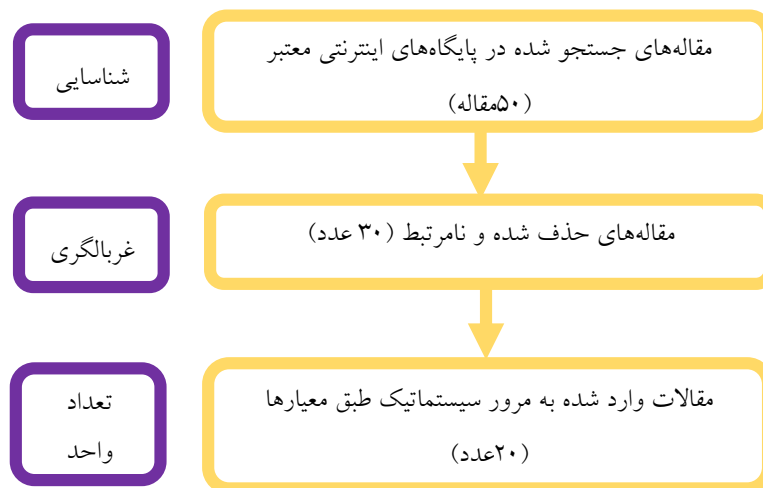 شناسایی
مقاله‌های جستجو شده در پایگاه‌های اینترنتی معتبر
(۵۰مقاله)
غربالگری
مقاله‌های حذف شده و نامرتبط (۳۰ عدد)
تعداد
واحد
مقالات وارد شده به مرور سیستماتیک طبق معیارها
(۲۰عدد)